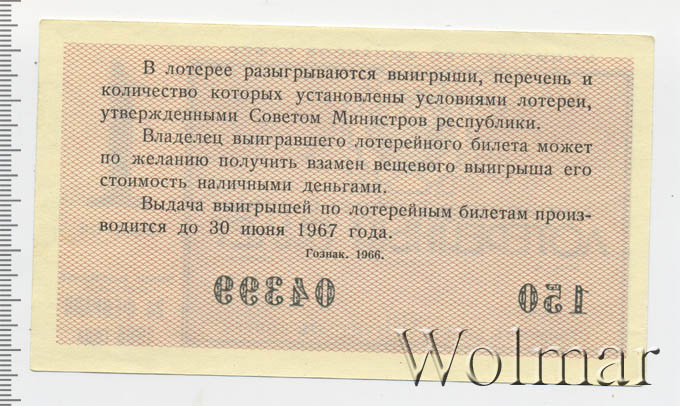 В лотерее разыгрываются выигрыши, перечень и
количество которых установлены условиями лотереи,
утвержденными Советом Министров республики.
Владелец выигравшего лотерейного билета может
по желанию получить взамен вещевого выигрыша его
стоимость наличными деньгами.
Выдача выигрышей по лотерейным билетам произ-
водится до 30 июня 1967 года.
Гознак. 1966.
04399 150
Wolmar